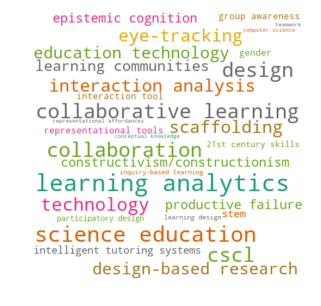 epistemic cognition group awareness
teamwork
eye-tracking computer science
education technology gender
learning communities design
interaction analysis
interaction tool
collaborative learning
representational affordances
representational tools scaffolding
conceptual knowledge
collaboration 21st century skills
constructivism/constructionism
inquiry-based learning
learning analytics
technology productive failure
participatory design learning design stem
science education
intelligent tutoring systems cscl
design-based research